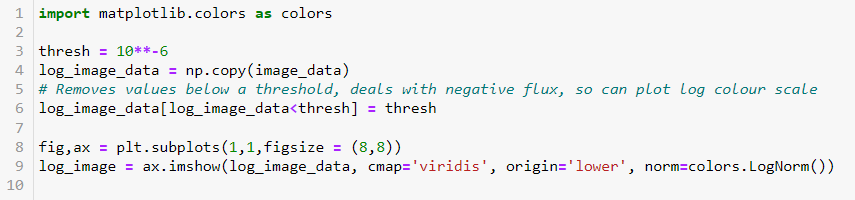 1 import matplotlib.colors as colors
2
3 thresh = 10**-6
4 log_image_data = np.copy(image_data)
5 # Removes values below a threshold, deals with negative flux, so can plot log colour scale
6 log_image_data[log_image_data<thresh] = thresh
7
8 fig,ax = plt.subplots(1,1,figsize = (8,8))
9 log_image = ax.imshow(log_image_data, cmap='viridis', origin='lower', norm=colors.LogNorm())
10